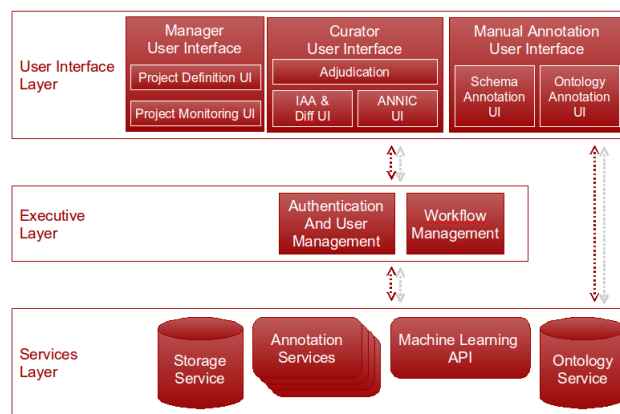 Manager
User Interface
Project Definition UI
Project Monitoring UI
Curator
User Interface
Adjudication
IAA &
Diff UI
ANNIC
UI
Manual Annotation
User Interface
Schema
Annotation
UI
Ontology
Annotation
UI
User Interface
Layer
Executive
Layer
Authentication
And User
Management
Workflow
Management
Services
Layer
Storage
Service
Annotation
Services
Machine Learning
API
Ontology
Service